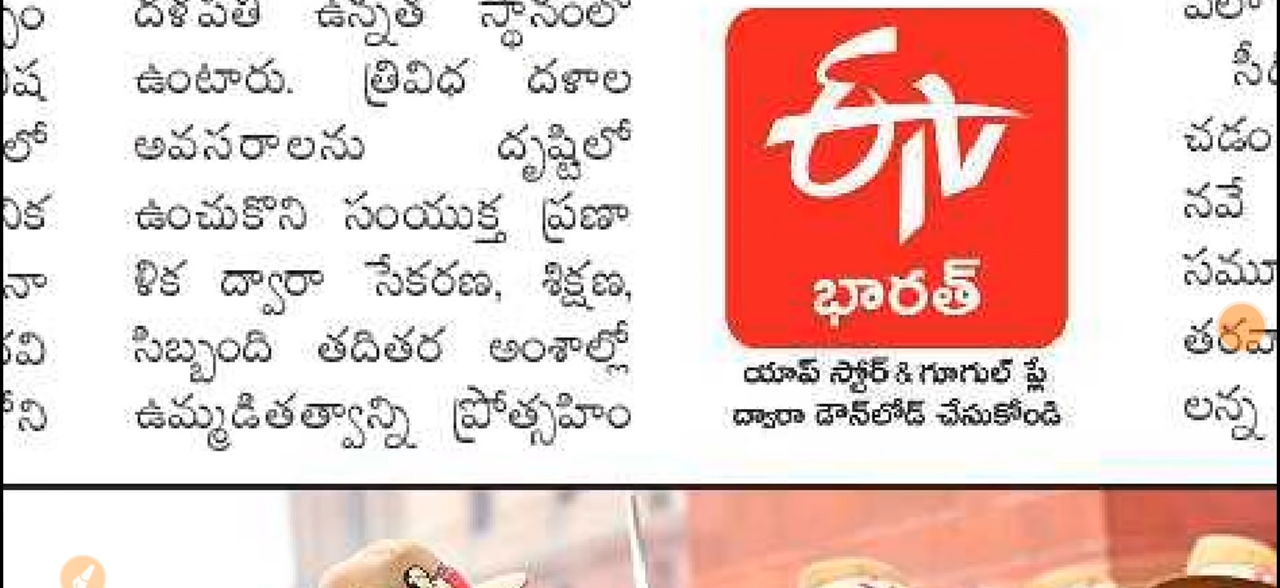 దళపతి ఉన్నత స్థానంలో
ఉంటారు. త్రివిధ దళాల
అవసరాలను దృష్టిలో
ఉంచుకొని సంయుక్త ప్రణా
ళిక ద్వారా సేకరణ, శిక్షణ,
సిబ్బంది తదితర అంశాల్లో
ఉమ్మడితత్వాన్ని ప్రోత్సహిం
ETV
భారత్
యాప్ స్టోర్ & గూగుల్ ప్లే
ద్వారా డౌన్‌లోడ్ చేసుకోండి
చడం
నవే
సమూ
లన్న